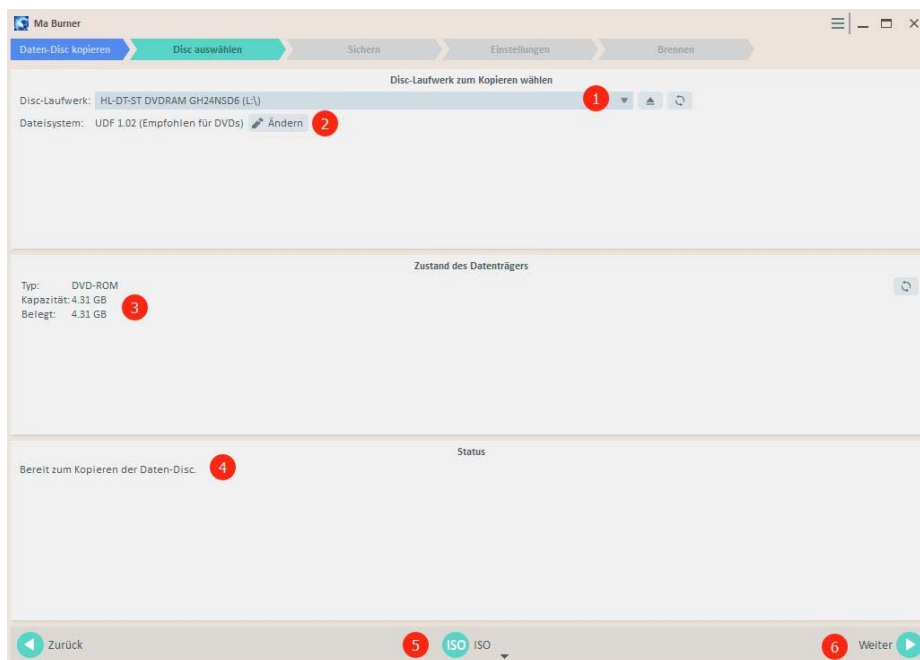 Ma Burner
Daten-Disc kopieren Disc auswählen Sichern Einstellungen Brennen
Disc-Laufwerk zum Kopieren wählen
Disc-Laufwerk: HL-DT-ST DVDRAM GH24NSD6 (L:\) 1
Dateisystem: UDF 1.02 (Empfohlen für DVDs) Ändern 2
Zustand des Datenträgers
Typ: DVD-ROM
Kapazität: 4.31 GB 3
Belegt: 4.31 GB
Status
Bereit zum Kopieren der Daten-Disc. 4
Zurück 5 ISO ISO 6 Weiter